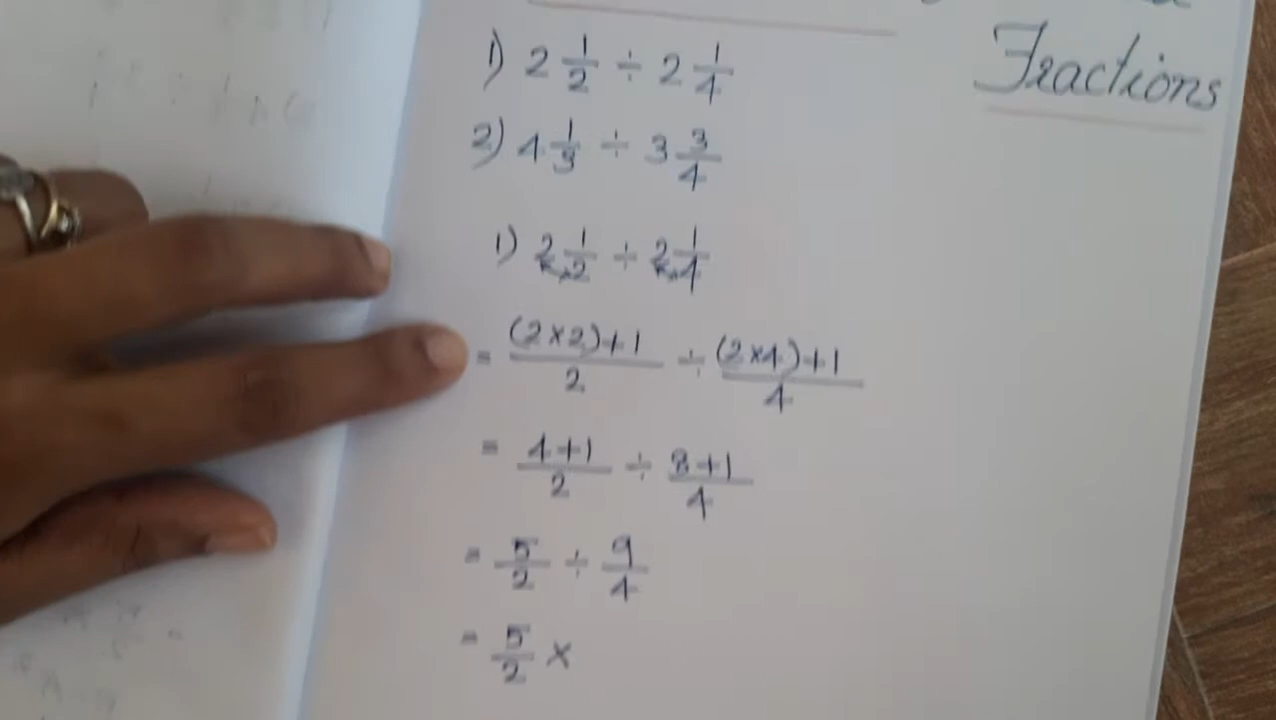 Fractions
1) 2 1/2 ÷ 2 1/4
2) 4 1/3 ÷ 3 3/4
1) 2 1/2 ÷ 2 1/4
= (2×2)+1/2 ÷ (2×4)+1/4
= 4+1/2 ÷ 8+1/4
= 5/2 ÷ 9/4
= 5/2 ×